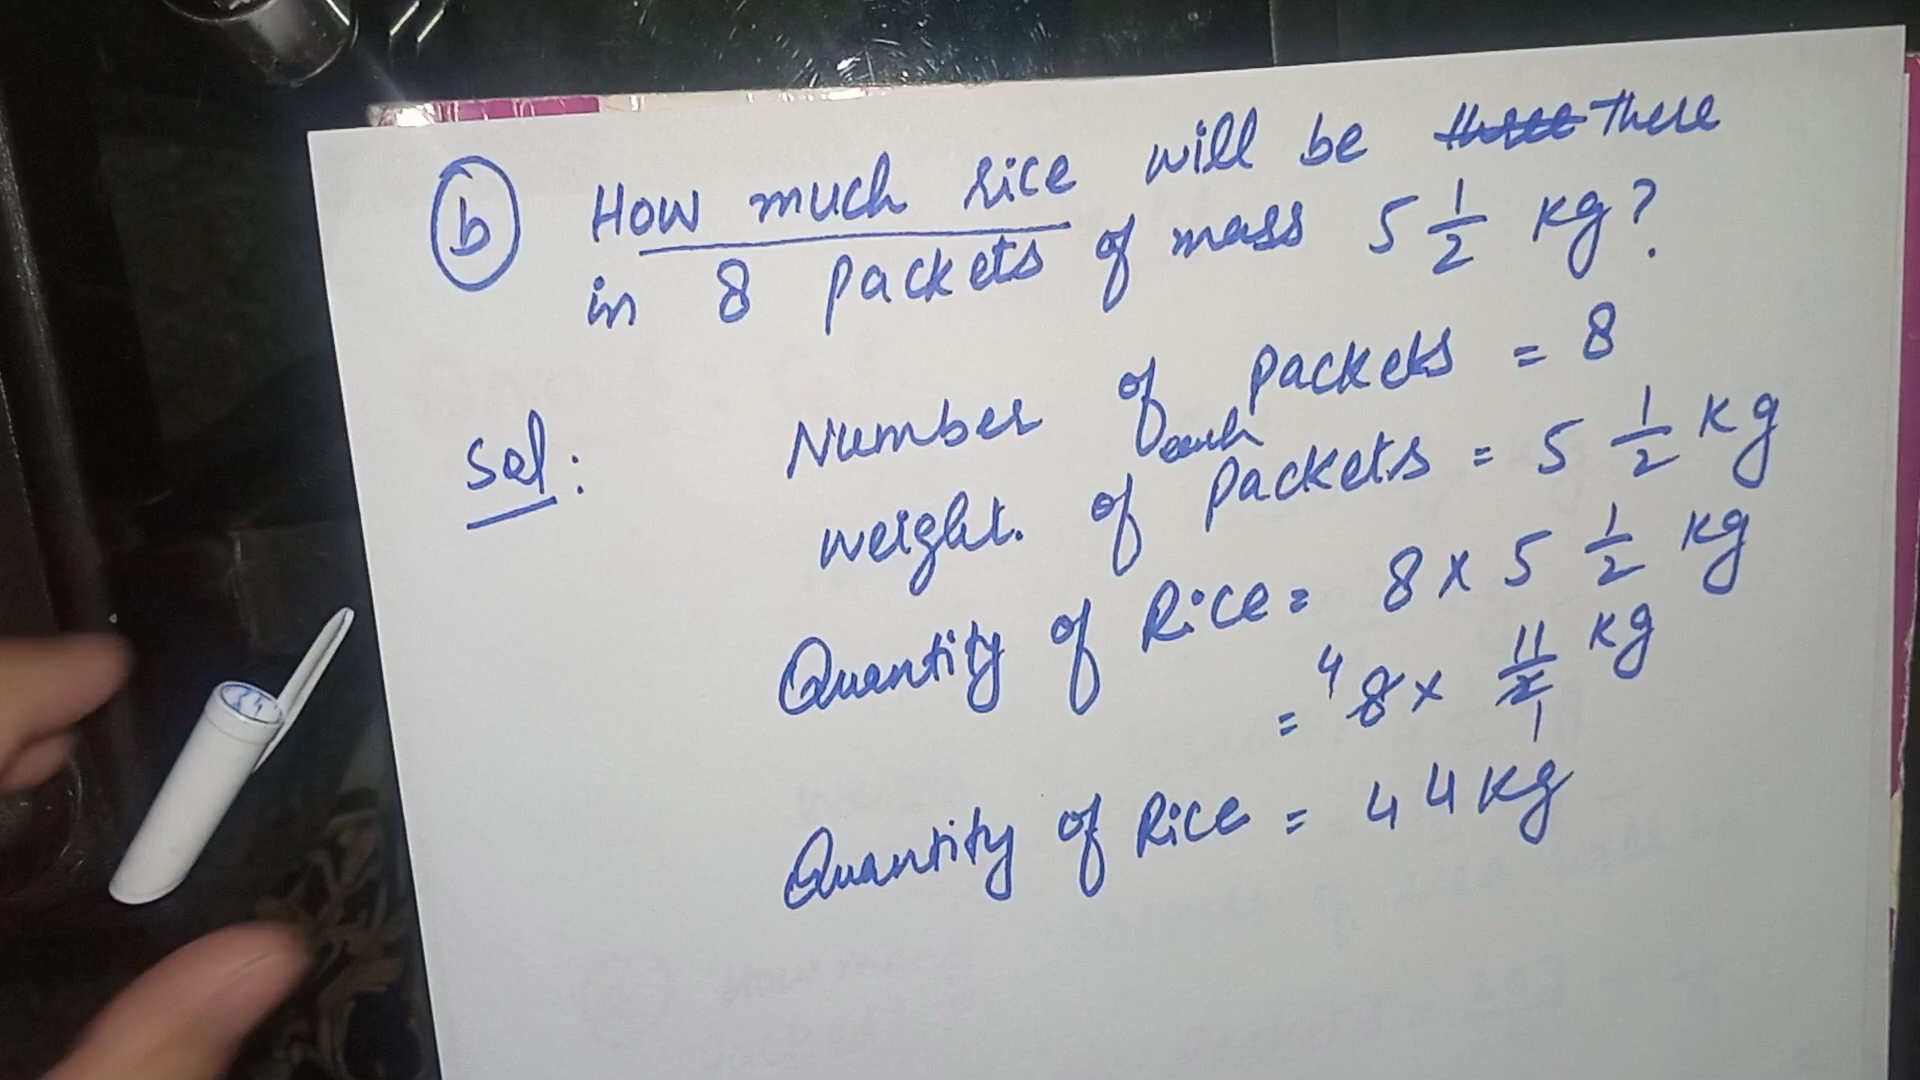 b How much rice will be there
in 8 packets of mass 5 1/2 kg?
Sol: Number of packets = 8
weight. of each packets = 5 1/2 kg
Quantity of Rice = 8 x 5 1/2 kg
= 4 8 x 11/2 1 kg
Quantity of Rice = 44 kg